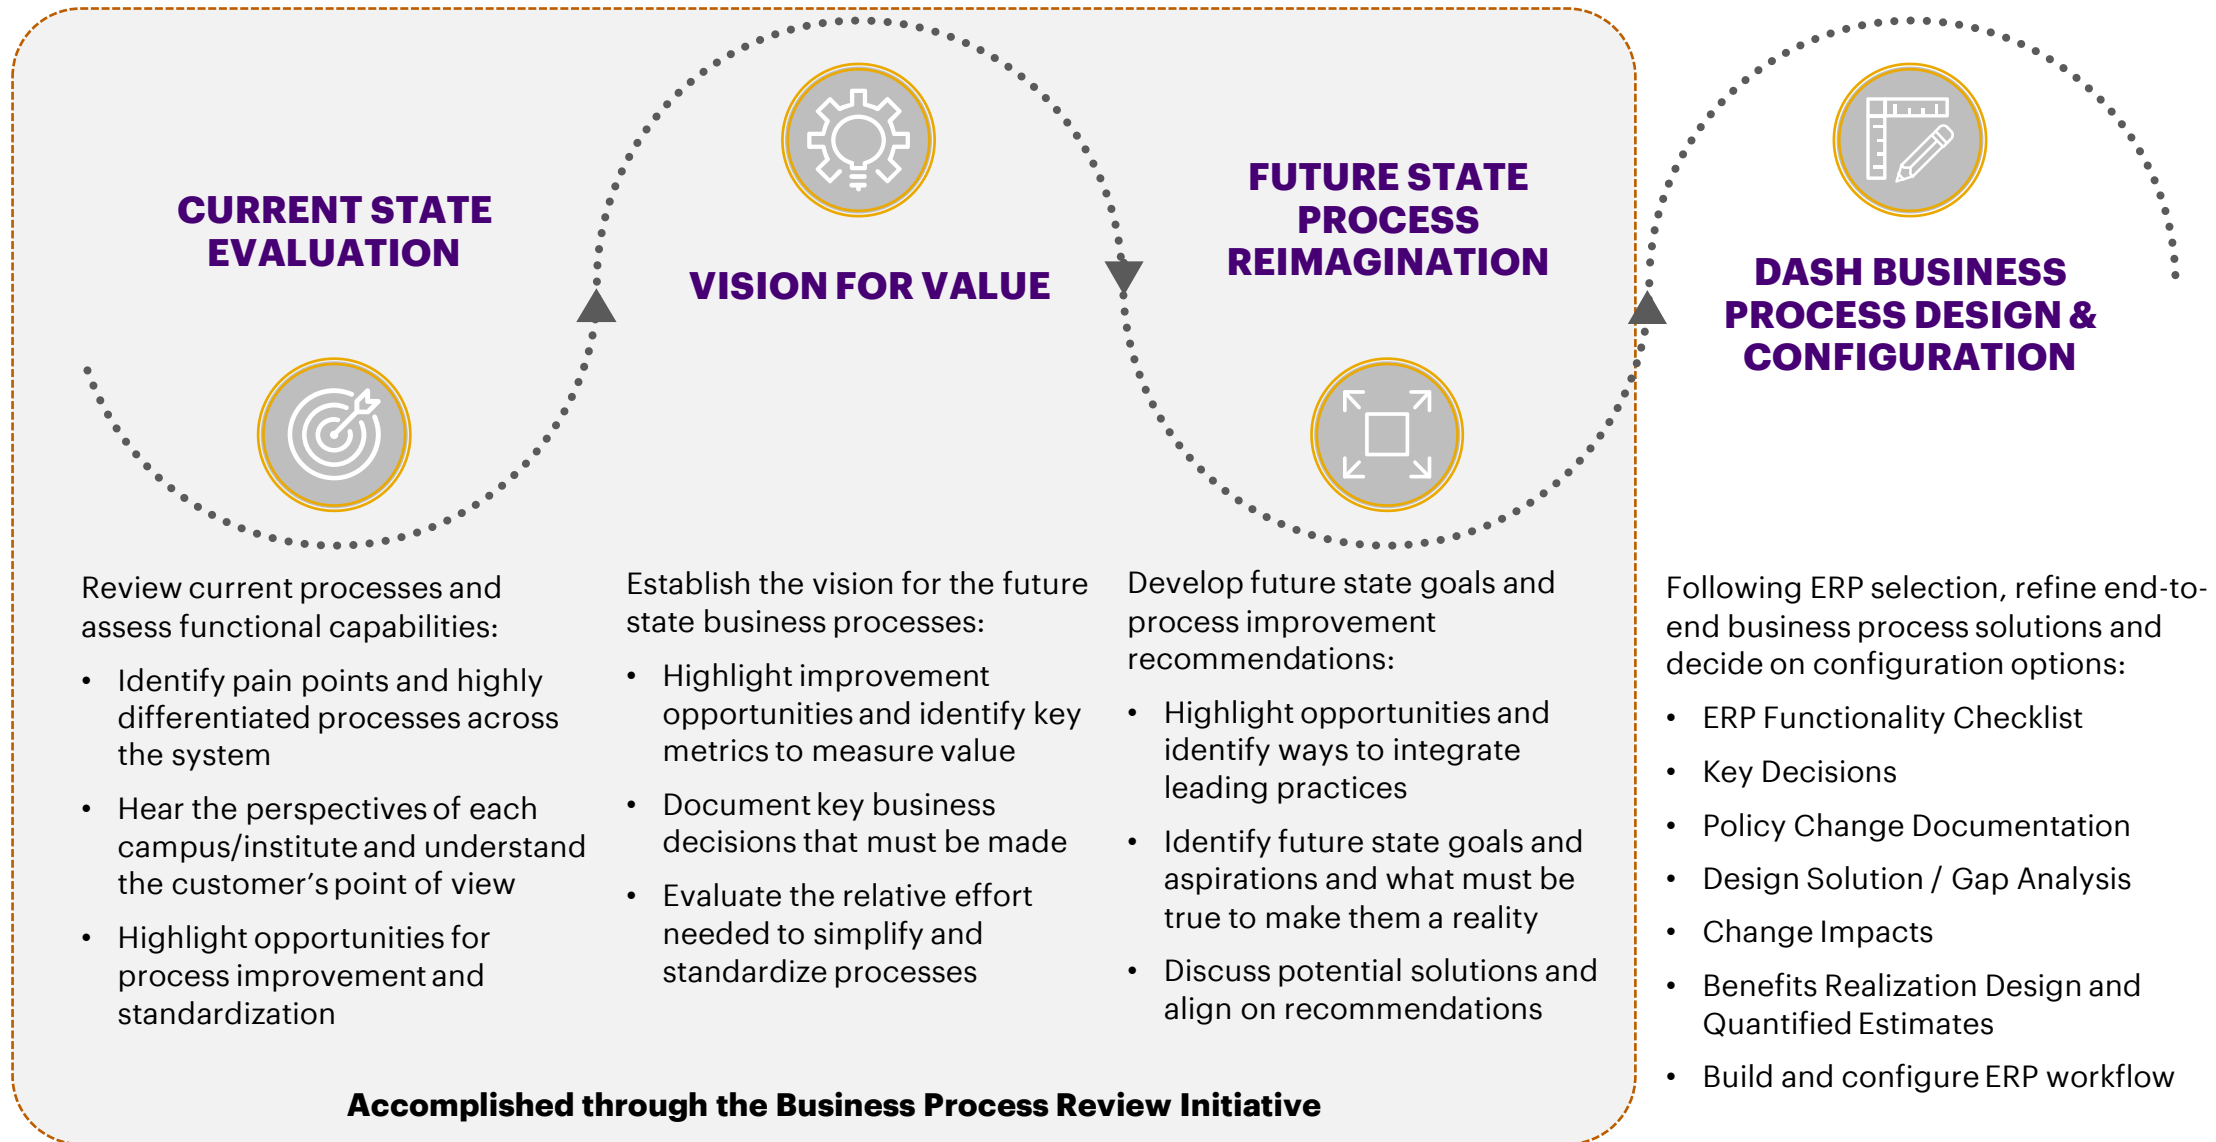 CURRENT STATE
EVALUATION
Review current processes and
assess functional capabilities:
• Identify pain points and highly
differentiated processes across
the system
• Hear the perspectives of each
campus/institute and understand
the customer’s point of view
• Highlight opportunities for
process improvement and
standardization
VISION FOR VALUE
Establish the vision for the future
state business processes:
• Highlight improvement
opportunities and identify key
metrics to measure value
• Document key business
decisions that must be made
• Evaluate the relative effort
needed to simplify and
standardize processes
FUTURE STATE
PROCESS
REIMAGINATION
Develop future state goals and
process improvement
recommendations:
• Highlight opportunities and
identify ways to integrate
leading practices
• Identify future state goals and
aspirations and what must be
true to make them a reality
• Discuss potential solutions and
align on recommendations
Accomplished through the Business Process Review Initiative
DASH BUSINESS
PROCESS DESIGN &
CONFIGURATION
Following ERP selection, refine end-to-
end business process solutions and
decide on configuration options:
• ERP Functionality Checklist
• Key Decisions
• Policy Change Documentation
• Design Solution / Gap Analysis
• Change Impacts
• Benefits Realization Design and
Quantified Estimates
• Build and configure ERP workflow